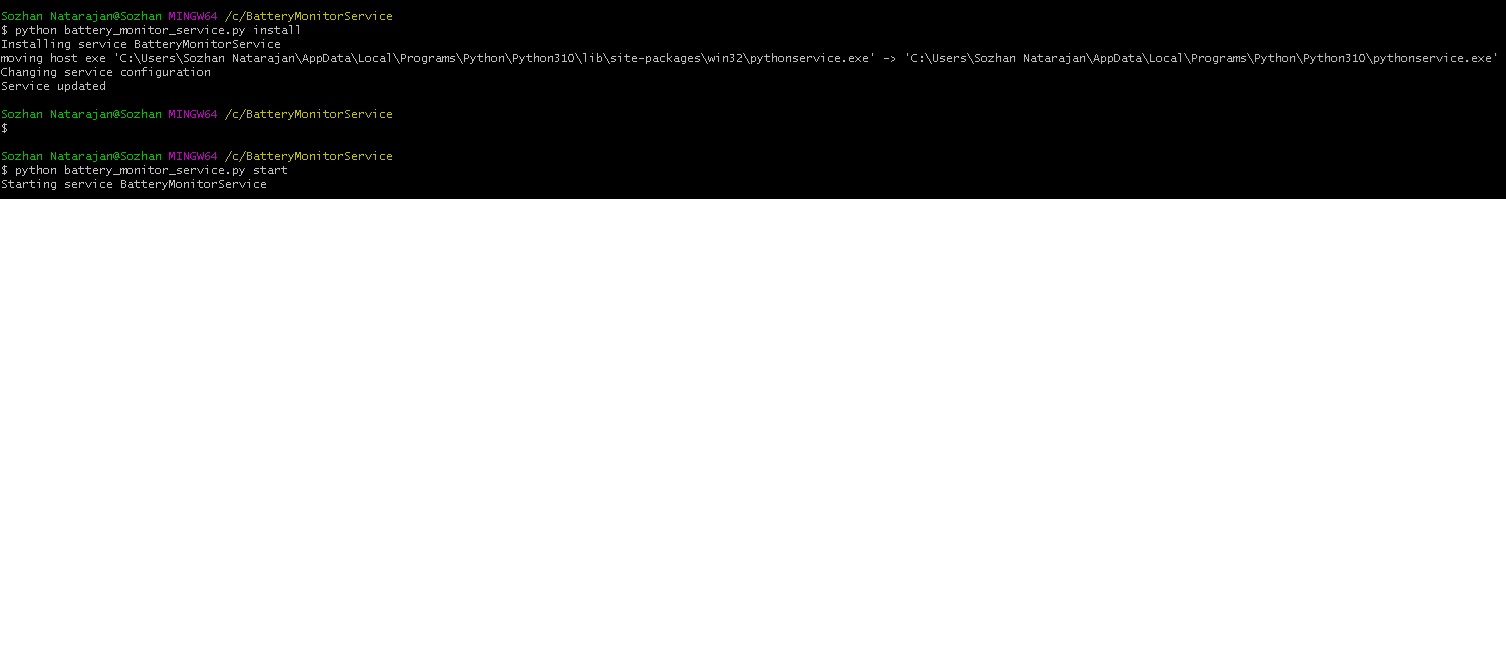 Sozhan Natarajan@Sozhan MINGW64 /c/BatteryMonitorService
$ python battery_monitor_service.py install
Installing service BatteryMonitorService
moving host exe 'C:\Users\Sozhan Natarajan\AppData\Local\Programs\Python\Python310\lib\site-packages\win32\pythonservice.exe' -> 'C:\Users\Sozhan Natarajan\AppData\Local\Programs\Python\Python310\pythonservice.exe'
Changing service configuration
Service updated
Sozhan Natarajan@Sozhan MINGW64 /c/BatteryMonitorService
$
Sozhan Natarajan@Sozhan MINGW64 /c/BatteryMonitorService
$ python battery_monitor_service.py start
Starting service BatteryMonitorService